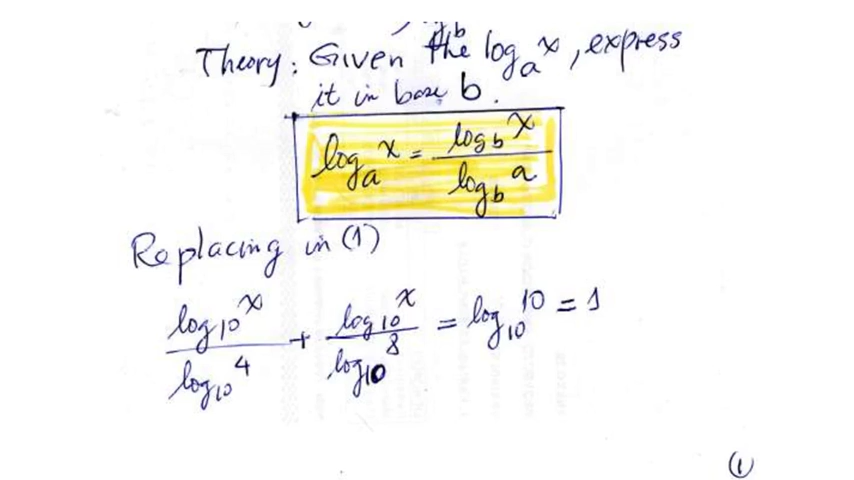 Theory: Given the log_a x, express
it in base b.
log_a x = log_b x / log_b a
Replacing in (1)
log_10 x / log_10 4 + log_10 x / log_10 8 = log_10 10 = 1
(1)